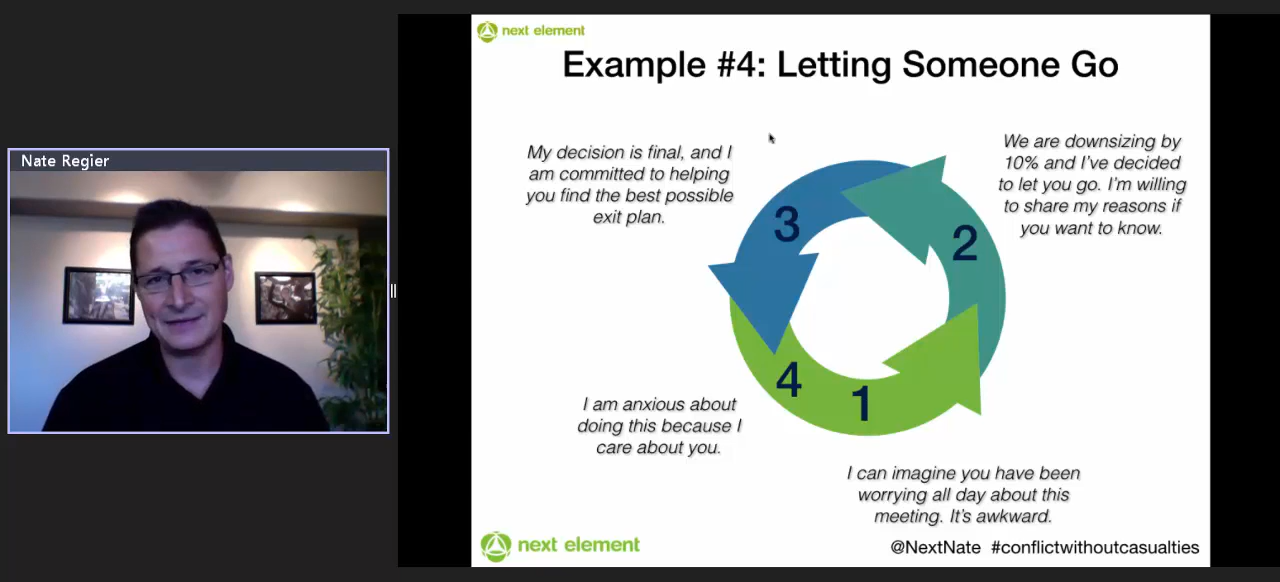 Nate Regier
next element
Example #4: Letting Someone Go
My decision is final, and I
am committed to helping
you find the best possible
exit plan.
We are downsizing by
10% and I've decided
to let you go. I'm willing
to share my reasons if
you want to know.
3
2
4
1
I am anxious about
doing this because I
care about you.
I can imagine you have been
worrying all day about this
meeting. It's awkward.
next element
@NextNate #conflictwithoutcasualties